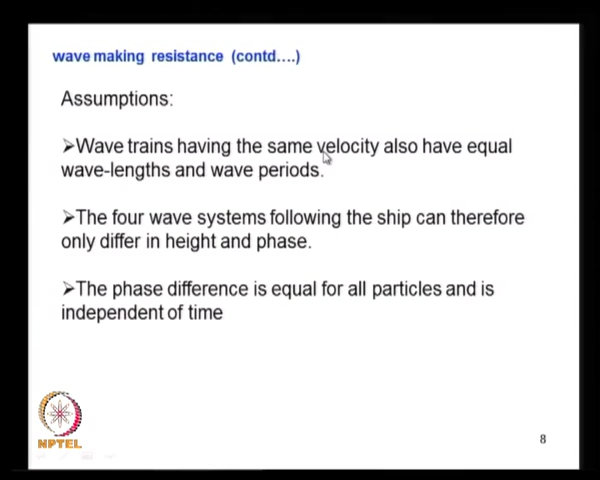 wave making resistance (contd....)
Assumptions:
➢Wave trains having the same velocity also have equal
wave-lengths and wave periods.
➢The four wave systems following the ship can therefore
only differ in height and phase.
➢The phase difference is equal for all particles and is
independent of time
NPTEL
8